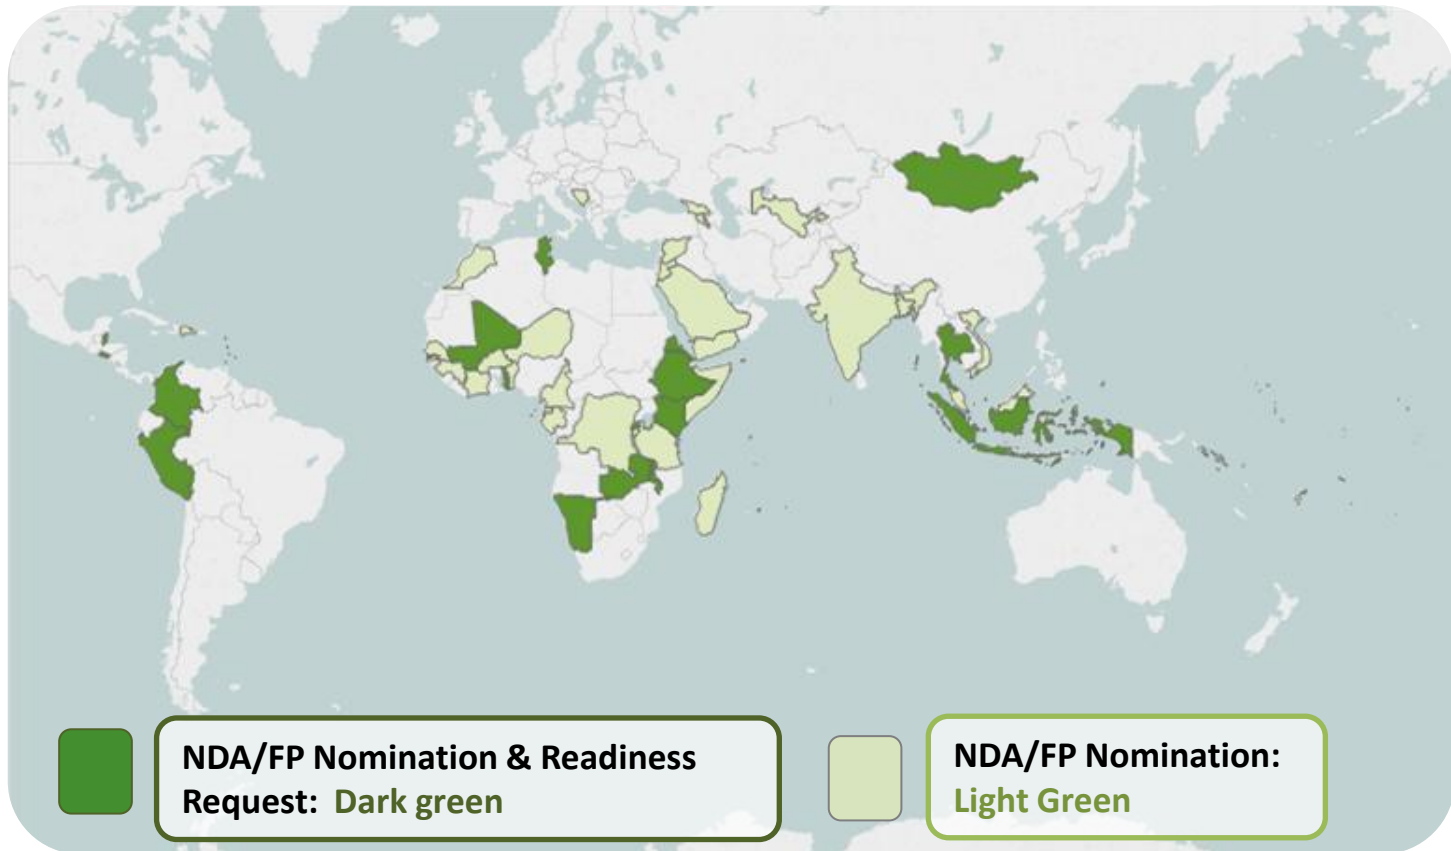 NDA/FP Nomination & Readiness
Request: Dark green
NDA/FP Nomination:
Light Green